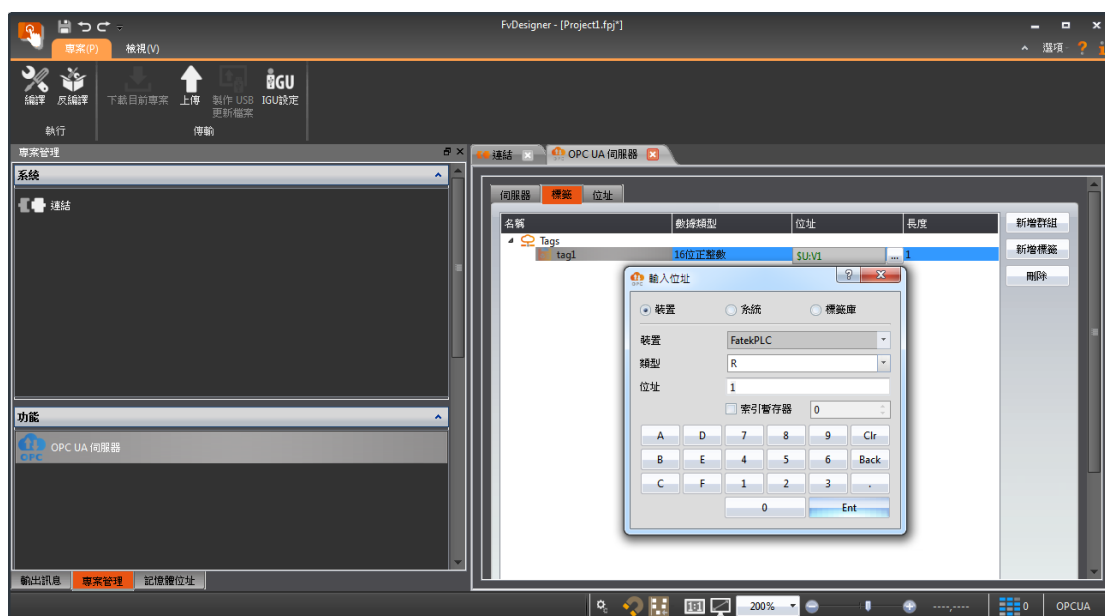 FvDesigner - [Project1.fpj*]
專案(P) 檢視(V) 選項
編譯 反編譯 下載目前專案 上傳 製作 USB 更新檔案 IGU IGU設定
執行 傳輸
專案管理
系統
連結
功能
OPC OPC UA 伺服器
輸出訊息 專案管理 記憶體位址
連結 OPC UA 伺服器
伺服器 標籤 位址
名稱 數據類型 位址 長度
Tags
tag1 16位正整數 $U:V1 ... 1
新增群組
新增標籤
刪除
輸入位址
裝置 系統 標籤庫
裝置 FatekPLC
類型 R
位址 1
索引暫存器 0
A D 7 8 9 Clr
B E 4 5 6 Back
C F 1 2 3 .
0 Ent
1:1 200% ----,---- 0 OPCUA